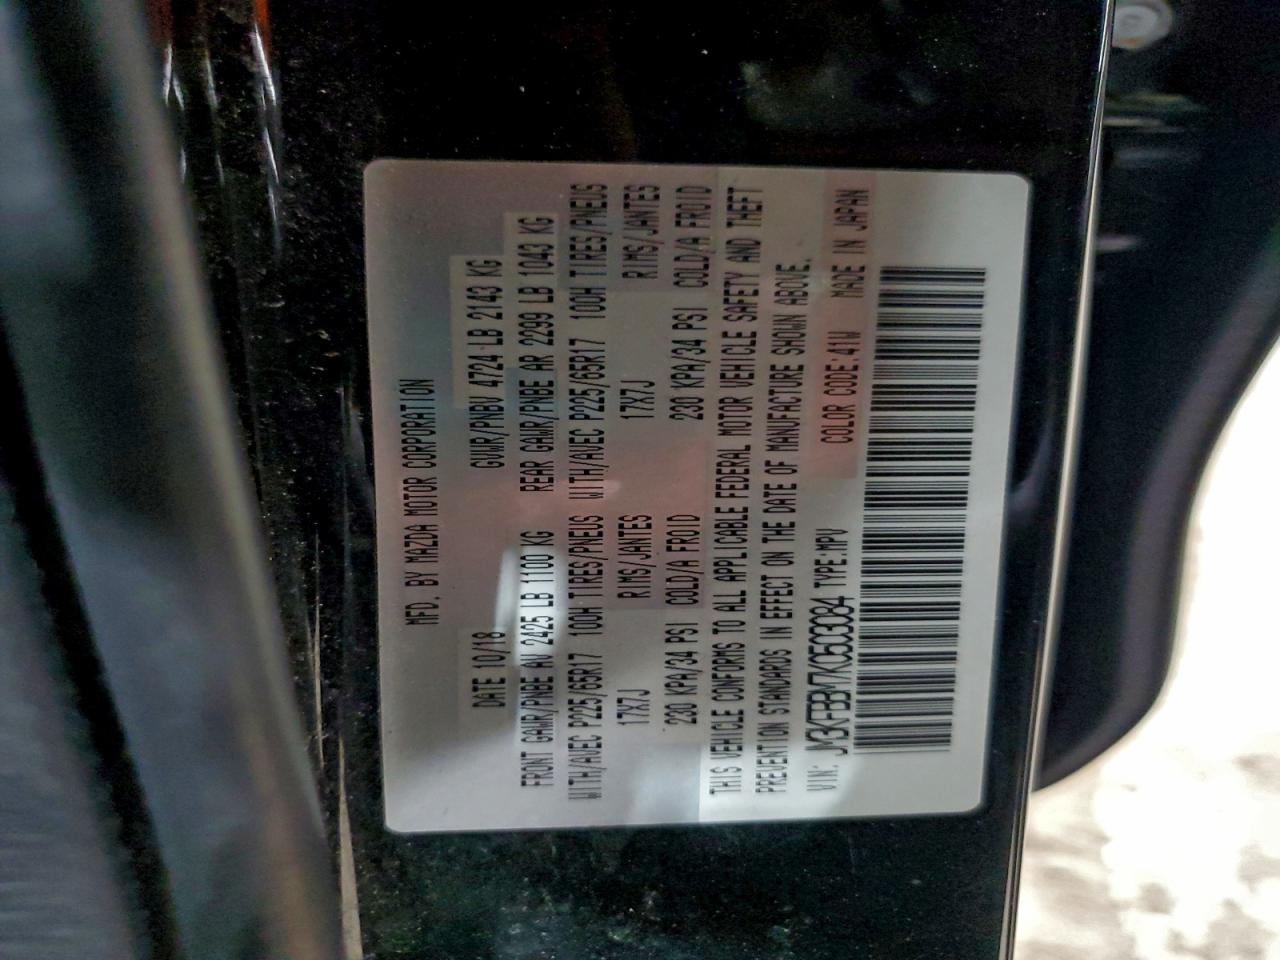 MFD. BY MAZDA MOTOR CORPORATION
DATE 10/18 GVWR/PNBV 4724 LB 2143 KG
FRONT GAWR/PNBE AV 2425 LB 1100 KG REAR GAWR/PNBE AR 2299 LB 1043 KG
WITH/AVEC P225/65R17 100H TIRES/PNEUS WITH/AVEC P225/65R17 100H TIRES/PNEUS
17X7J RIMS/JANTES 17X7J RIMS/JANTES
230 KPA/34 PSI COLD/A FROID 230 KPA/34 PSI COLD/A FROID
THIS VEHICLE CONFORMS TO ALL APPLICABLE FEDERAL MOTOR VEHICLE SAFETY AND THEFT
PREVENTION STANDARDS IN EFFECT ON THE DATE OF MANUFACTURE SHOWN ABOVE.
VIN: JM3KFBBM7K0503084 TYPE:MPV COLOR CODE:41W MADE IN JAPAN